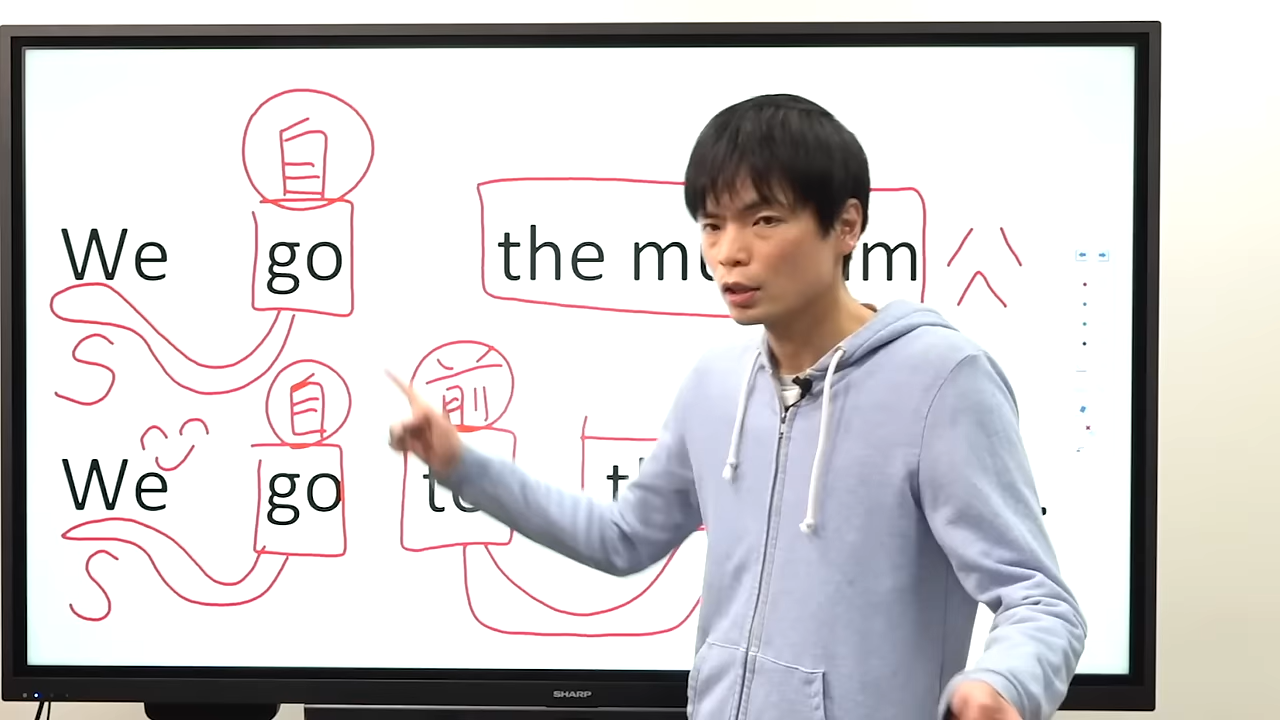 自
We go the m m
S
自 前
We go to t .
S
SHARP